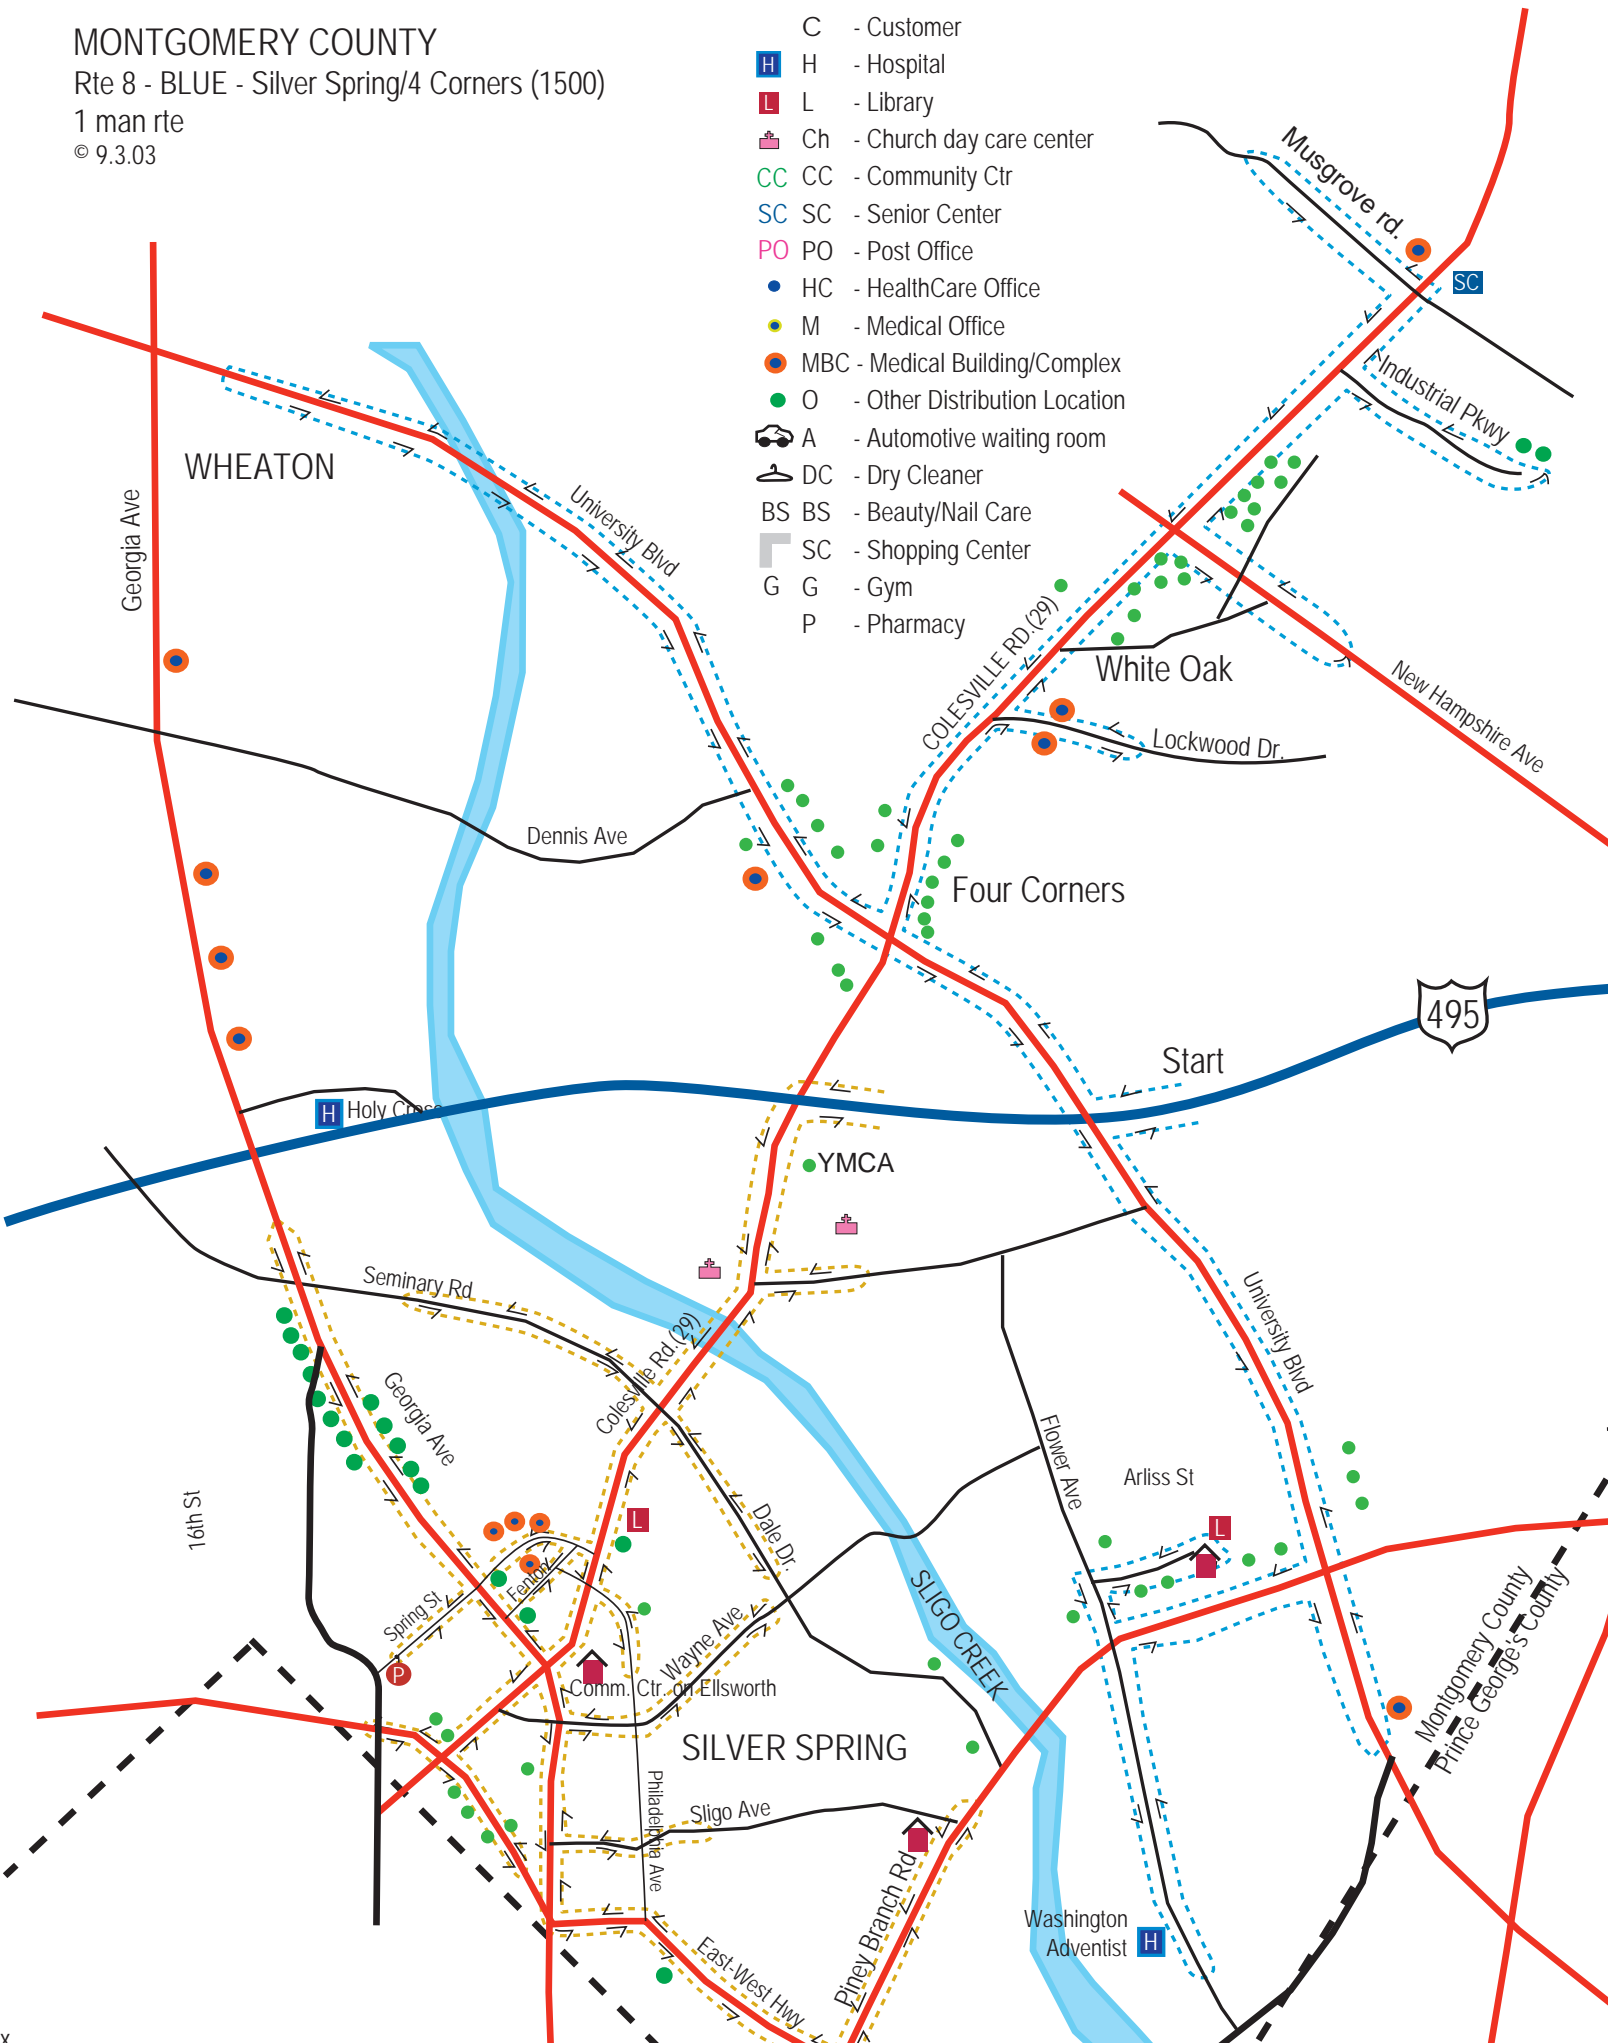 MONTGOMERY COUNTY
Rte 8 - BLUE - Silver Spring/4 Corners (1500)
1 man rte
© 9.3.03
C - Customer
H H - Hospital
L L - Library
Ch - Church day care center
CC CC - Community Ctr
SC SC - Senior Center
PO PO - Post Office
HC - HealthCare Office
M - Medical Office
MBC - Medical Building/Complex
O - Other Distribution Location
A - Automotive waiting room
DC - Dry Cleaner
BS BS - Beauty/Nail Care
SC - Shopping Center
G G - Gym
P - Pharmacy
Musgrove rd.
SC
Industrial Pkwy
WHEATON
Georgia Ave
University Blvd
COLESVILLE RD.(29)
White Oak
New Hampshire Ave
Lockwood Dr.
Dennis Ave
Four Corners
495
Start
H Holy Cross
YMCA
Seminary Rd
Colesville Rd.(29)
University Blvd
Georgia Ave
Flower Ave
Arliss St
16th St
L
L
Dale Dr.
Fenton
Spring St
SLIGO CREEK
Montgomery County
Prince George's County
P
Wayne Ave
Comm. Ctr. on Ellsworth
SILVER SPRING
Philadelphia Ave
Sligo Ave
Piney Branch Rd
Washington
Adventist H
East-West Hwy
x